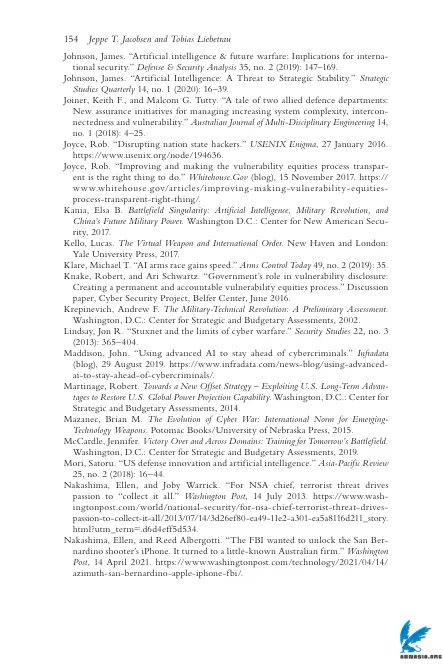 154 Jeppe T. Jacobsen and Tobias Liebetrau
Johnson, James. “Artificial intelligence & future warfare: Implications for interna-
tional security.” Defense & Security Analysis 35, no. 2 (2019): 147–169.
Johnson, James. “Artificial Intelligence: A Threat to Strategic Stability.” Strategic
Studies Quarterly 14, no. 1 (2020): 16–39.
Joiner, Keith F., and Malcom G. Tutty. “A tale of two allied defence departments:
New assurance initiatives for managing increasing system complexity, intercon-
nectedness and vulnerability.” Australian Journal of Multi-Disciplinary Engineering 14,
no. 1 (2018): 4–25.
Joyce, Rob. “Disrupting nation state hackers.” USENIX Enigma, 27 January 2016.
https://www.usenix.org/node/194636.
Joyce, Rob. “Improving and making the vulnerability equities process transpar-
ent is the right thing to do.” Whitehouse.Gov (blog), 15 November 2017. https://
www.whitehouse.gov/articles/improving-making-vulnerability-equities-
process-transparent-right-thing/.
Kania, Elsa B. Battlefield Singularity: Artificial Intelligence, Military Revolution, and
China’s Future Military Power. Washington D.C.: Center for New American Secu-
rity, 2017.
Kello, Lucas. The Virtual Weapon and International Order. New Haven and London:
Yale University Press, 2017.
Klare, Michael T. “AI arms race gains speed.” Arms Control Today 49, no. 2 (2019): 35.
Knake, Robert, and Ari Schwartz. “Government’s role in vulnerability disclosure:
Creating a permanent and accountable vulnerability equities process.” Discussion
paper, Cyber Security Project, Belfer Center, June 2016.
Krepinevich, Andrew F. The Military-Technical Revolution: A Preliminary Assessment.
Washington, D.C.: Center for Strategic and Budgetary Assessments, 2002.
Lindsay, Jon R. “Stuxnet and the limits of cyber warfare.” Security Studies 22, no. 3
(2013): 365–404.
Maddison, John. “Using advanced AI to stay ahead of cybercriminals.” Infradata
(blog), 29 August 2019. https://www.infradata.com/news-blog/using-advanced-
ai-to-stay-ahead-of-cybercriminals/.
Martinage, Robert. Towards a New Offset Strategy – Exploiting U.S. Long-Term Advan-
tages to Restore U.S. Global Power Projection Capability. Washington, D.C.: Center for
Strategic and Budgetary Assessments, 2014.
Mazanec, Brian M. The Evolution of Cyber War: International Norm for Emerging-
Technology Weapons. Potomac Books/University of Nebraska Press, 2015.
McCardle, Jennifer. Victory Over and Across Domains: Training for Tomorrow’s Battlefield.
Washington, D.C.: Center for Strategic and Budgetary Assessments, 2019.
Mori, Satoru. “US defense innovation and artificial intelligence.” Asia-Pacific Review
25, no. 2 (2018): 16–44.
Nakashima, Ellen, and Joby Warrick. “For NSA chief, terrorist threat drives
passion to “collect it all.” Washington Post, 14 July 2013. https://www.wash-
ingtonpost.com/world/national-security/for-nsa-chief-terrorist-threat-drives-
passion-to-collect-it-all/2013/07/14/3d26ef80-ea49-11e2-a301-ea5a8116d211_story.
html?utm_term=.d6d4eff5d534.
Nakashima, Ellen, and Reed Albergotti. “The FBI wanted to unlock the San Ber-
nardino shooter’s iPhone. It turned to a little-known Australian firm.” Washington
Post, 14 April 2021. https://www.washingtonpost.com/technology/2021/04/14/
azimuth-san-bernardino-apple-iphone-fbi/.